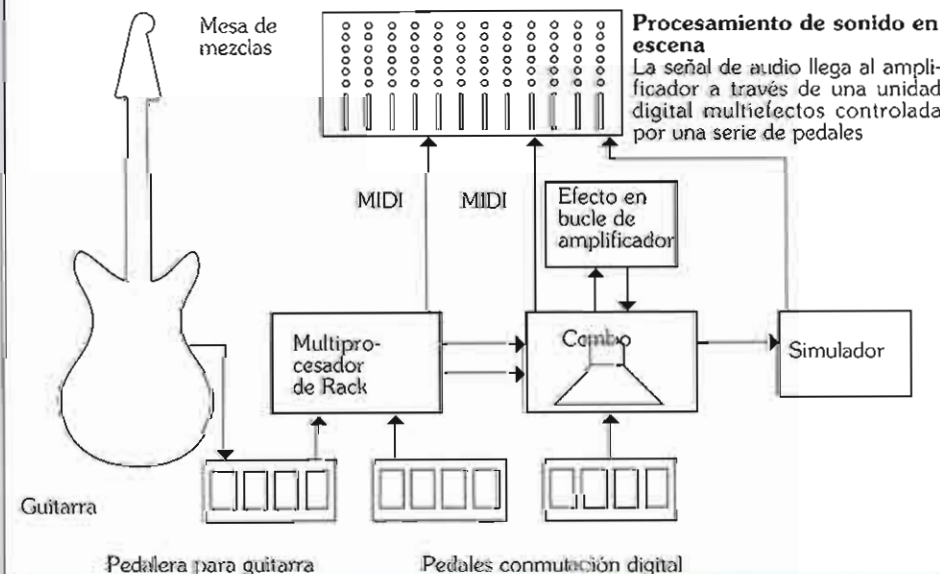 Mesa de
mezclas
Procesamiento de sonido en
escena
La señal de audio llega al ampli-
ficador a través de una unidad
digital multiefectos controlada
por una serie de pedales
MIDI
MIDI
Efecto en
bucle de
amplificador
Multipro-
cesador
de Rack
Combo
Simulador
Guitarra
Pedalera para guitarra
Pedales conmutación digital